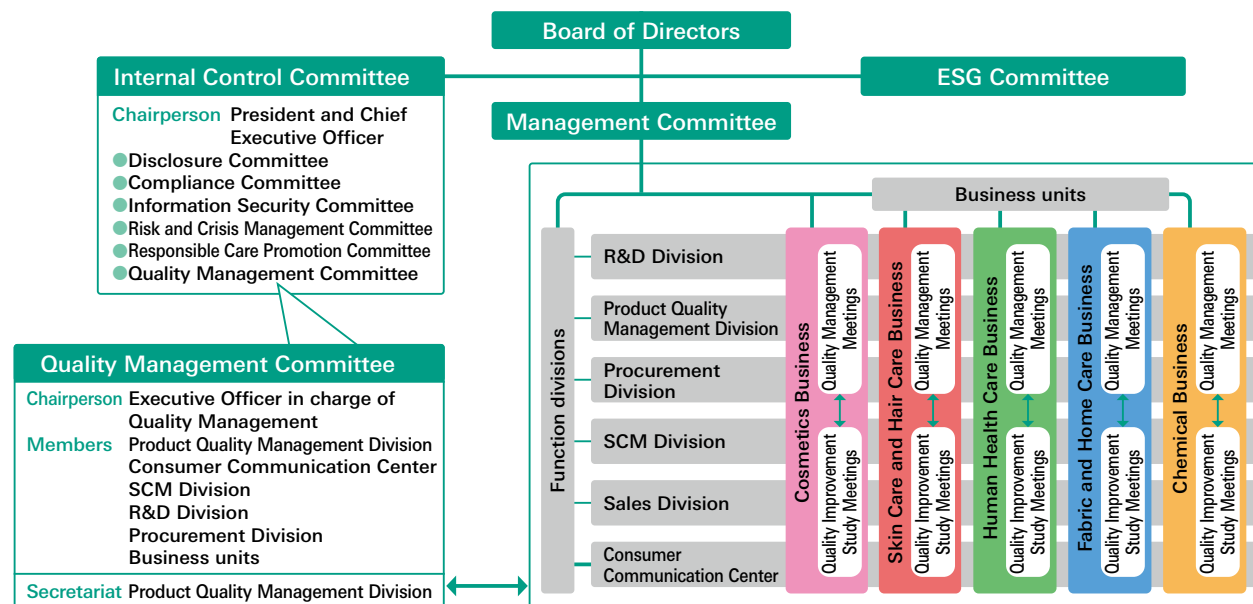 Board of Directors
Internal Control Committee
Chairperson President and Chief
Executive Officer
Disclosure Committee
Compliance Committee
Information Security Committee
Risk and Crisis Management Committee
Responsible Care Promotion Committee
Quality Management Committee
ESG Committee
Management Committee
Quality Management Committee
Chairperson Executive Officer in charge of
Quality Management
Members Product Quality Management Division
Consumer Communication Center
SCM Division
R&D Division
Procurement Division
Business units
Secretariat Product Quality Management Division
Business units
Function divisions
R&D Division
Product Quality
Management Division
Procurement
Division
SCM Division
Sales Division
Consumer
Communication Center
Cosmetics Business
Quality Management
Meetings
Quality Improvement
Study Meetings
Skin Care and Hair Care Business
Quality Management
Meetings
Quality Improvement
Study Meetings
Human Health Care Business
Quality Management
Meetings
Quality Improvement
Study Meetings
Fabric and Home Care Business
Quality Management
Meetings
Quality Improvement
Study Meetings
Chemical Business
Quality Management
Meetings
Quality Improvement
Study Meetings